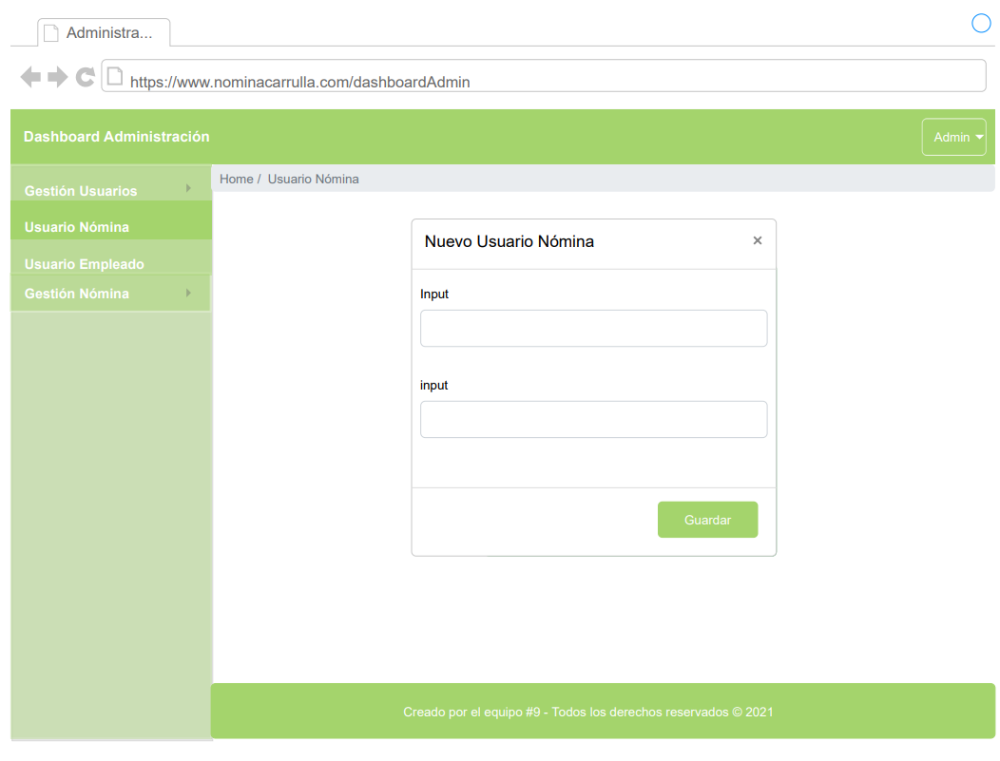 Administra...
https://www.nominacarrulla.com/dashboardAdmin
Dashboard Administración
Admin
Gestión Usuarios
Home / Usuario Nómina
Usuario Nómina
Usuario Empleado
Gestión Nómina
Nuevo Usuario Nómina ×
Input
input
Guardar
Creado por el equipo #9 - Todos los derechos reservados © 2021